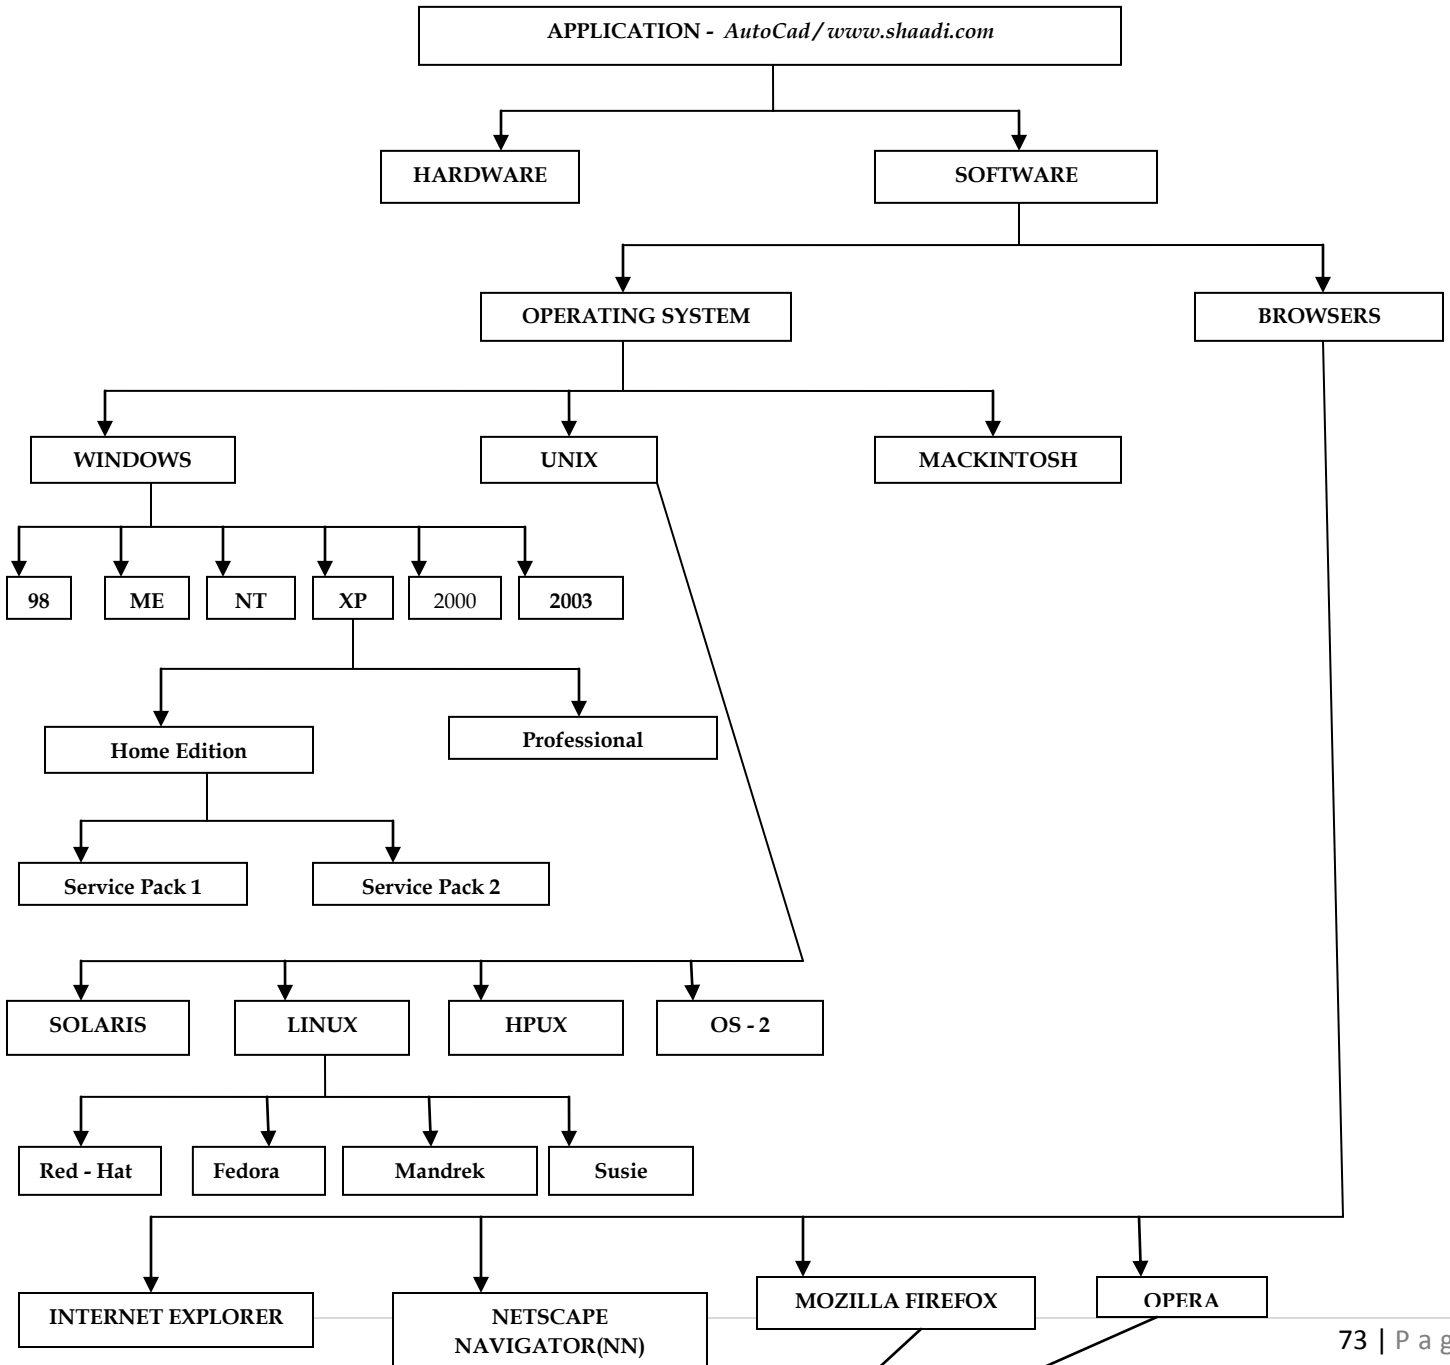 APPLICATION - AutoCad / www.shaadi.com
HARDWARE
SOFTWARE
OPERATING SYSTEM
BROWSERS
WINDOWS
UNIX
MACKINTOSH
98
ME
NT
XP
2000
2003
Home Edition
Professional
Service Pack 1
Service Pack 2
SOLARIS
LINUX
HPUX
OS - 2
Red - Hat
Fedora
Mandrek
Susie
INTERNET EXPLORER
NETSCAPE
NAVIGATOR(NN)
MOZILLA FIREFOX
OPERA
73 | P a g